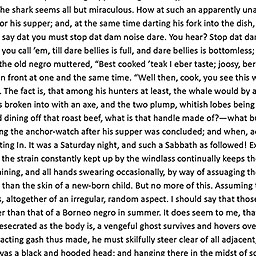 he shark seems all but miraculous. How at such an apparently una
for his supper; and, at the same time darting his fork into the dish,
say dat you must stop dat dam noise dare. You hear? Stop dat dar
you call 'em, till dare bellies is full, and dare bellies is bottomless;
the old negro muttered, “Best cooked 'teak I eber taste; joosy, ber
n front at one and the same time. “Well then, cook, you see this w
. The fact is, that among his hunters at least, the whale would by a
s broken into with an axe, and the two plump, whitish lobes being
d dining off that roast beef, what is that handle made of?—what bu
ng the anchor-watch after his supper was concluded; and when, ac
ting In. It was a Saturday night, and such a Sabbath as followed! Ex
the strain constantly kept up by the windlass continually keeps the
ining, and all hands swearing occasionally, by way of assuaging the
than the skin of a new-born child. But no more of this. Assuming t
s, altogether of an irregular, random aspect. I should say that those
er than that of a Borneo negro in summer. It does seem to me, that
esecrated as the body is, a vengeful ghost survives and hovers over
acting gash thus made, he must skilfully steer clear of all adjacent,
was a black and hooded head; and hanging there in the midst of so